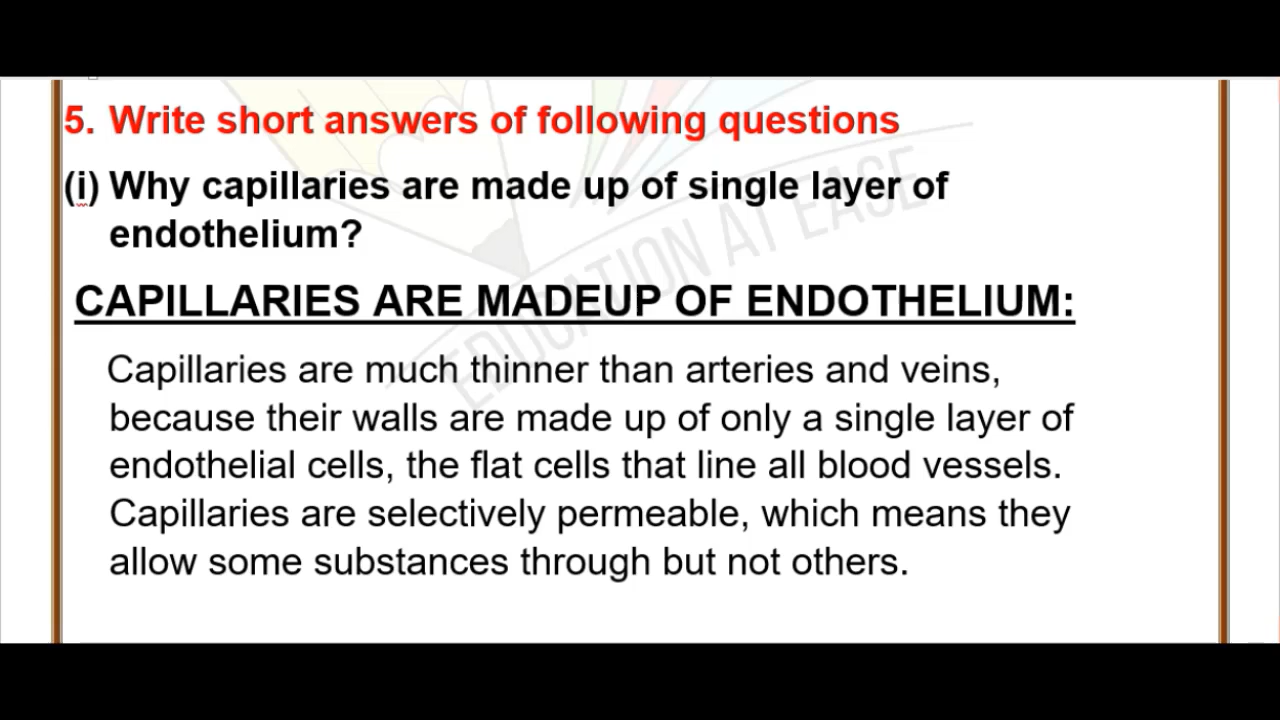 5. Write short answers of following questions
(i) Why capillaries are made up of single layer of
endothelium?
CAPILLARIES ARE MADEUP OF ENDOTHELIUM:
Capillaries are much thinner than arteries and veins,
because their walls are made up of only a single layer of
endothelial cells, the flat cells that line all blood vessels.
Capillaries are selectively permeable, which means they
allow some substances through but not others.
EDUCATION AT EASE